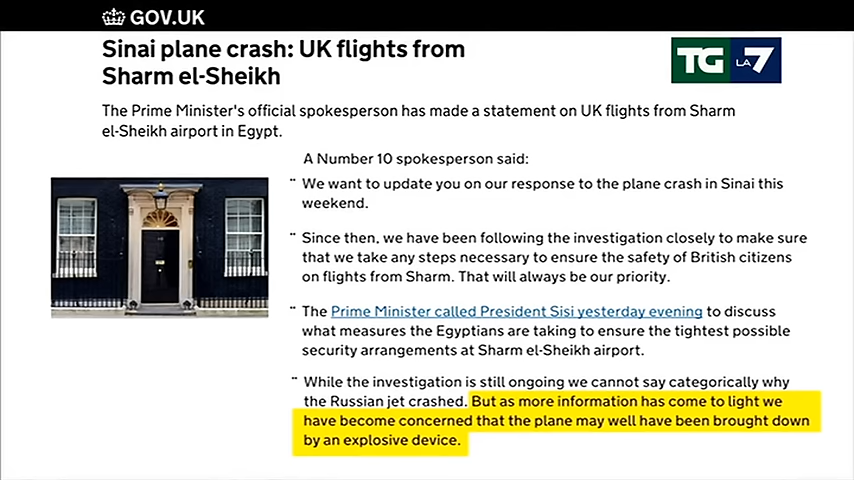 GOV.UK
Sinai plane crash: UK flights from
Sharm el-Sheikh
TG LA 7
The Prime Minister's official spokesperson has made a statement on UK flights from Sharm
el-Sheikh airport in Egypt.
A Number 10 spokesperson said:
¨ We want to update you on our response to the plane crash in Sinai this
weekend.
¨ Since then, we have been following the investigation closely to make sure
that we take any steps necessary to ensure the safety of British citizens
on flights from Sharm. That will always be our priority.
¨ The Prime Minister called President Sisi yesterday evening to discuss
what measures the Egyptians are taking to ensure the tightest possible
security arrangements at Sharm el-Sheikh airport.
¨ While the investigation is still ongoing we cannot say categorically why
the Russian jet crashed. But as more information has come to light we
have become concerned that the plane may well have been brought down
by an explosive device.